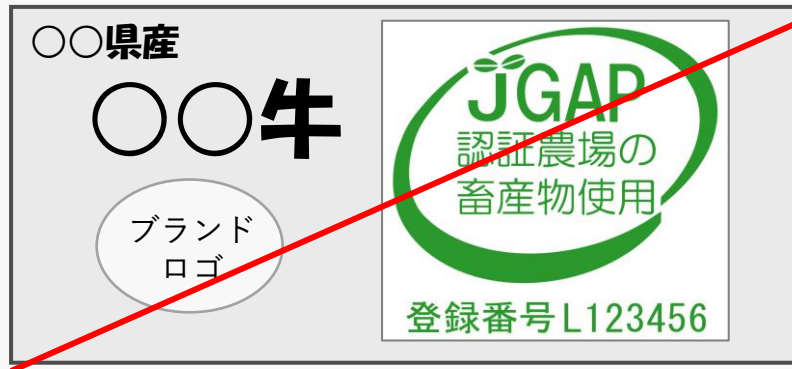 ○○県産
○○牛
ブランド
ロゴ
JGAP
認証農場の
畜産物使用
登録番号L123456